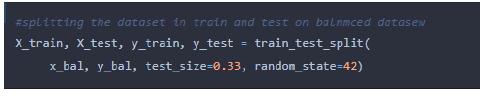 #splitting the dataset in train and test on balnmced datasew
X_train, X_test, y_train, y_test = train_test_split(
x_bal, y_bal, test_size=0.33, random_state=42)